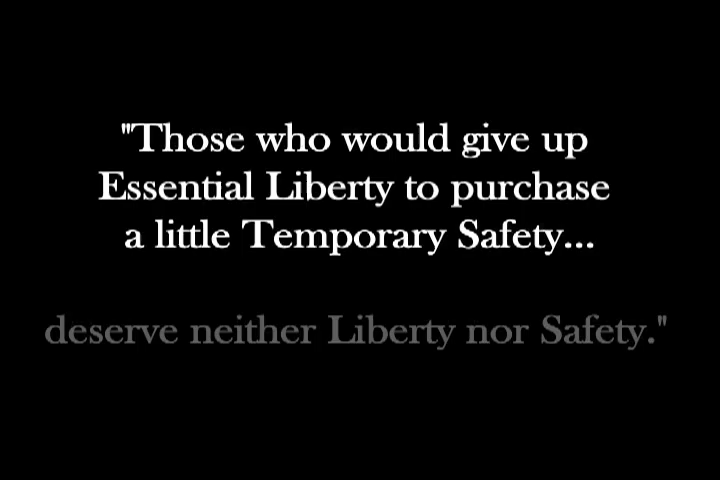 "Those who would give up
Essential Liberty to purchase
a little Temporary Safety...
deserve neither Liberty nor Safety."